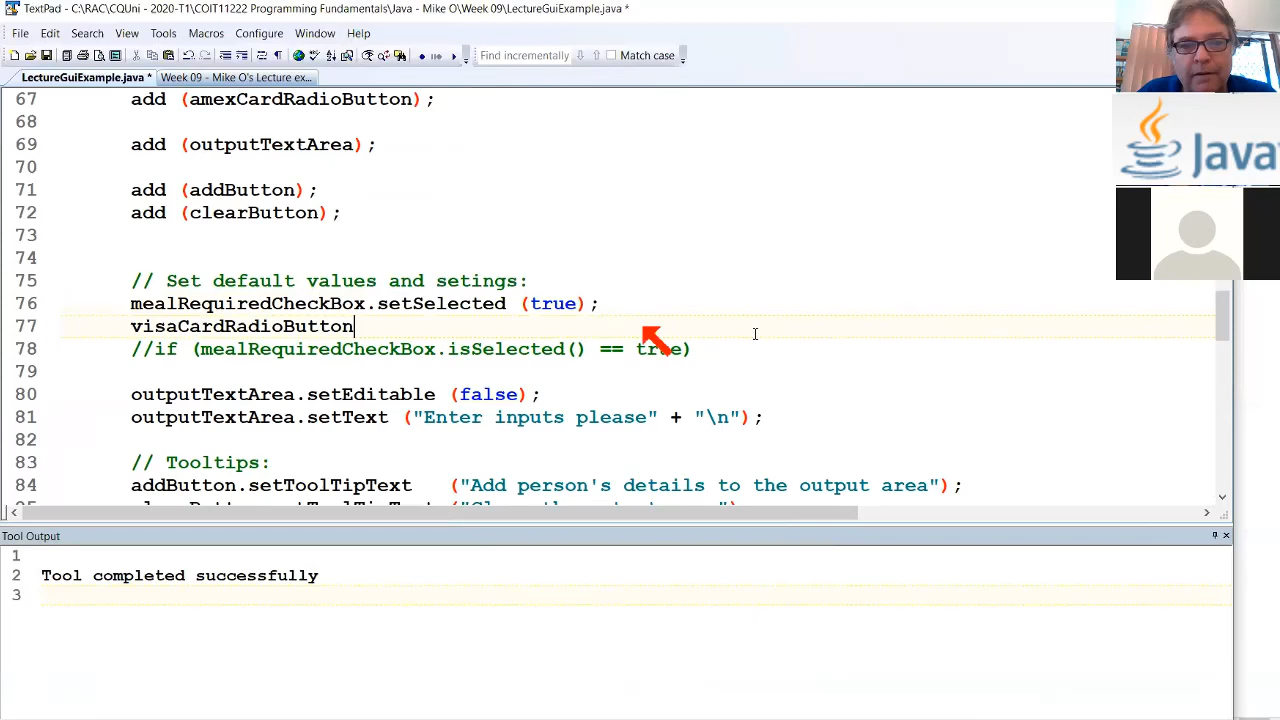 TextPad - C:\RAC\CQUni - 2020-T1\COIT11222 Programming Fundamentals\Java - Mike O\Week 09\LectureGuiExample.java *
File Edit Search View Tools Macros Configure Window Help
Find incrementally Match case
LectureGuiExample.java * Week 09 - Mike O's Lecture ex...
67 add (amexCardRadioButton);
68
69 add (outputTextArea);
70
71 add (addButton);
72 add (clearButton);
73
74
75 // Set default values and setings:
76 mealRequiredCheckBox.setSelected (true);
77 visaCardRadioButton
78 //if (mealRequiredCheckBox.isSelected() == true)
79
80 outputTextArea.setEditable (false);
81 outputTextArea.setText ("Enter inputs please" + "\n");
82
83 // Tooltips:
84 addButton.setToolTipText ("Add person's details to the output area");
Java
Tool Output
1
2 Tool completed successfully
3